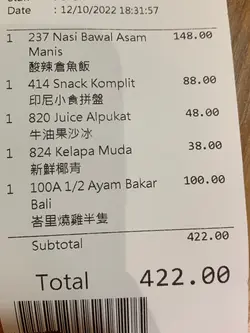 Date : 12/10/2022 18:31:57
1 237 Nasi Bawal Asam 148.00
Manis
酸辣倉魚飯
1 414 Snack Komplit 88.00
印尼小食拼盤
1 820 Juice Alpukat 48.00
牛油果沙冰
1 824 Kelapa Muda 38.00
新鮮椰青
1 100A 1/2 Ayam Bakar 100.00
Bali
峇里燒雞半隻
Subtotal 422.00
Total 422.00